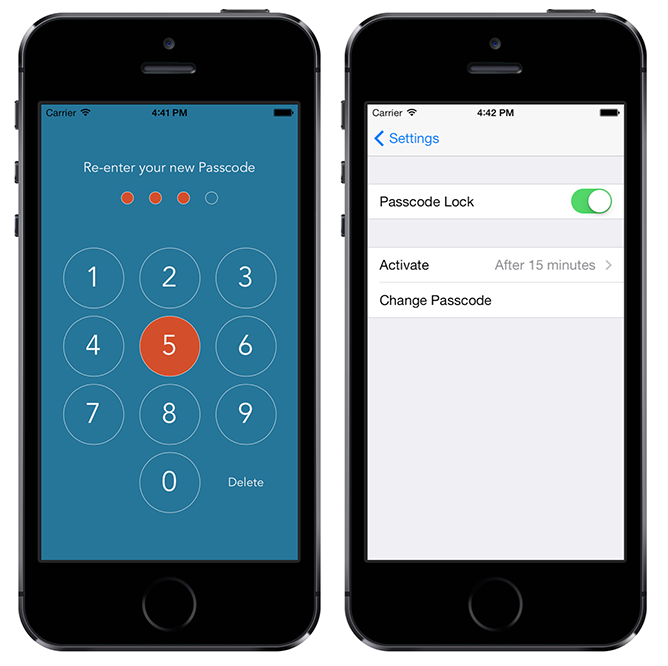 Carrier 4:41 PM
Re-enter your new Passcode
1 2 3
4 5 6
7 8 9
0 Delete
Carrier 4:42 PM
Settings
Passcode Lock
Activate After 15 minutes
Change Passcode